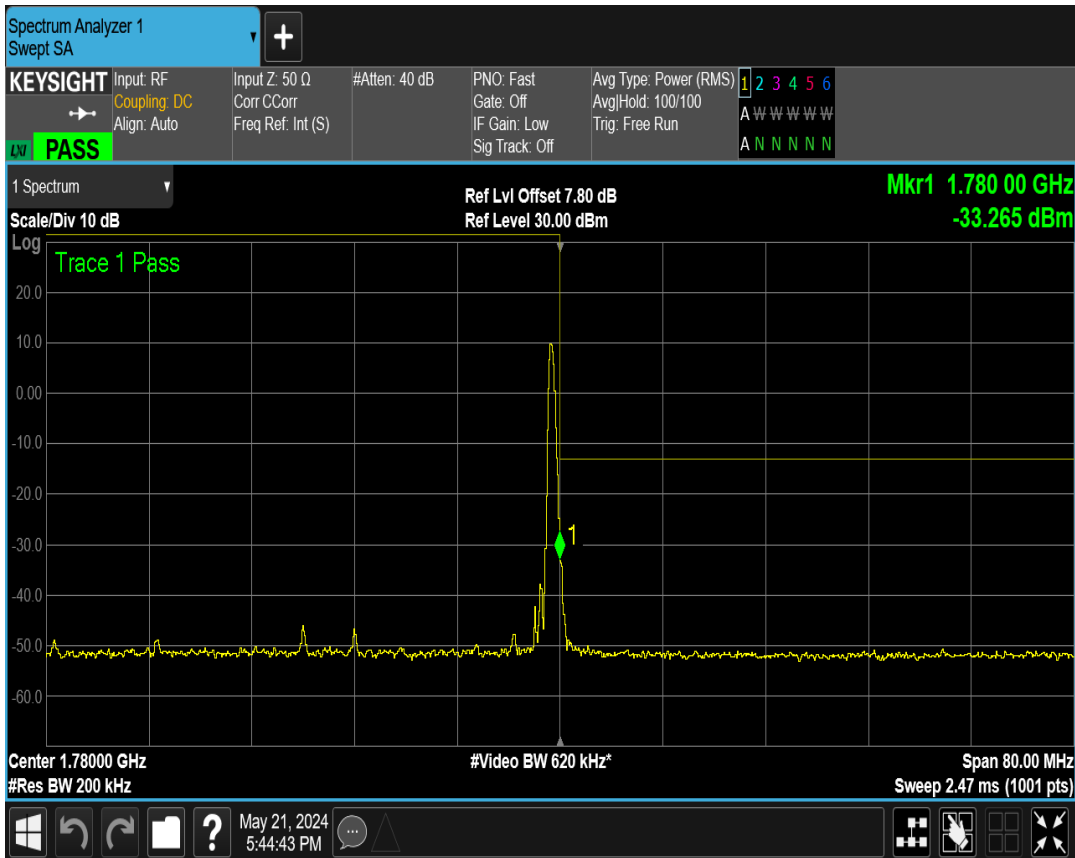 Spectrum Analyzer 1
Swept SA
+
KEYSIGHT
Input: RF
Coupling: DC
Align: Auto
LXI PASS
Input Z: 50 Ω
Corr CCorr
Freq Ref: Int (S)
#Atten: 40 dB
PNO: Fast
Gate: Off
IF Gain: Low
Sig Track: Off
Avg Type: Power (RMS)
Avg|Hold: 100/100
Trig: Free Run
1 2 3 4 5 6
A W W W W W
A N N N N N
1 Spectrum
Scale/Div 10 dB
Ref Lvl Offset 7.80 dB
Ref Level 30.00 dBm
Mkr1 1.780 00 GHz
-33.265 dBm
Log
Trace 1 Pass
20.0
10.0
0.00
-10.0
-20.0
1
-30.0
-40.0
-50.0
-60.0
Center 1.78000 GHz
#Res BW 200 kHz
#Video BW 620 kHz*
Span 80.00 MHz
Sweep 2.47 ms (1001 pts)
?
May 21, 2024
5:44:43 PM